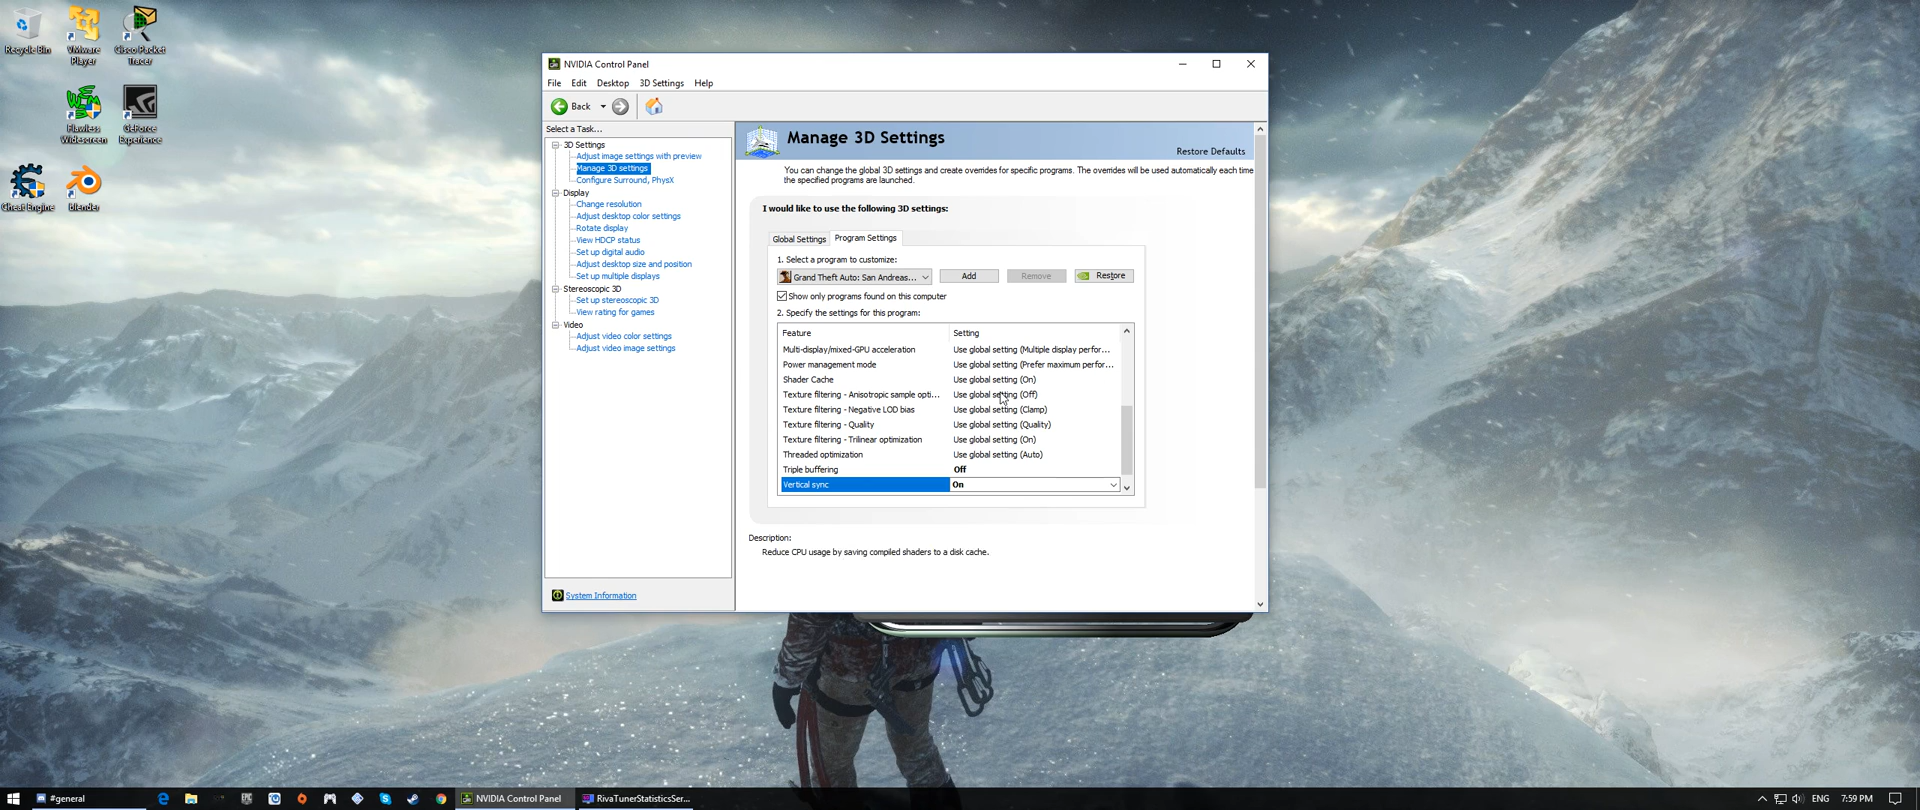 Recycle Bin
VMware Player
Cisco Packet Tracer
Flawless Widescreen
GeForce Experience
Cheat Engine
blender
NVIDIA Control Panel
File Edit Desktop 3D Settings Help
Back
Select a Task...
3D Settings
Adjust image settings with preview
Manage 3D settings
Configure Surround, PhysX
Display
Change resolution
Adjust desktop color settings
Rotate display
View HDCP status
Set up digital audio
Adjust desktop size and position
Set up multiple displays
Stereoscopic 3D
Set up stereoscopic 3D
View rating for games
Video
Adjust video color settings
Adjust video image settings
System Information
Manage 3D Settings
Restore Defaults
You can change the global 3D settings and create overrides for specific programs. The overrides will be used automatically each time
the specified programs are launched.
I would like to use the following 3D settings:
Global Settings Program Settings
1. Select a program to customize:
Grand Theft Auto: San Andreas... Add Remove Restore
Show only programs found on this computer
2. Specify the settings for this program:
Feature Setting
Multi-display/mixed-GPU acceleration Use global setting (Multiple display perfor...
Power management mode Use global setting (Prefer maximum perfor...
Shader Cache Use global setting (On)
Texture filtering - Anisotropic sample opti... Use global setting (Off)
Texture filtering - Negative LOD bias Use global setting (Clamp)
Texture filtering - Quality Use global setting (Quality)
Texture filtering - Trilinear optimization Use global setting (On)
Threaded optimization Use global setting (Auto)
Triple buffering Off
Vertical sync On
Description:
Reduce CPU usage by saving compiled shaders to a disk cache.
#general NVIDIA Control Panel RivaTunerStatisticsSer... ENG 7:59 PM